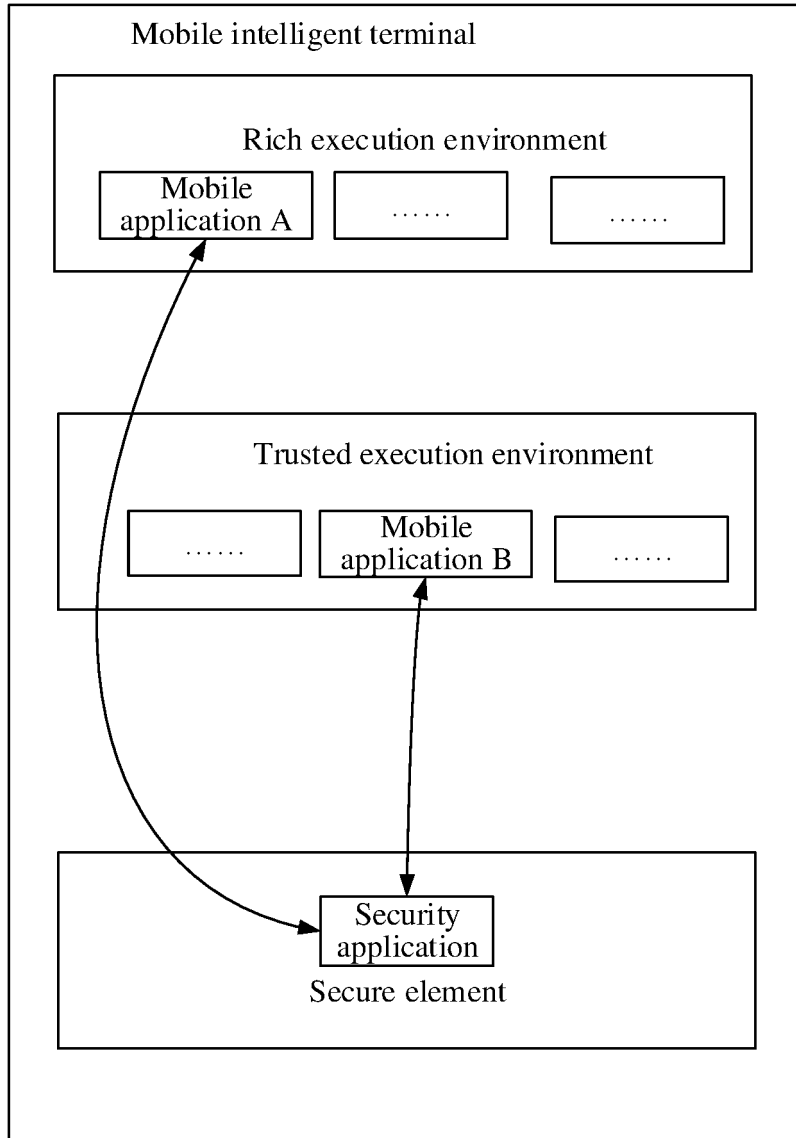 Mobile intelligent terminal
Rich execution environment
Mobile
application A
……
……
Trusted execution environment
……
Mobile
application B
……
Security
application
Secure element